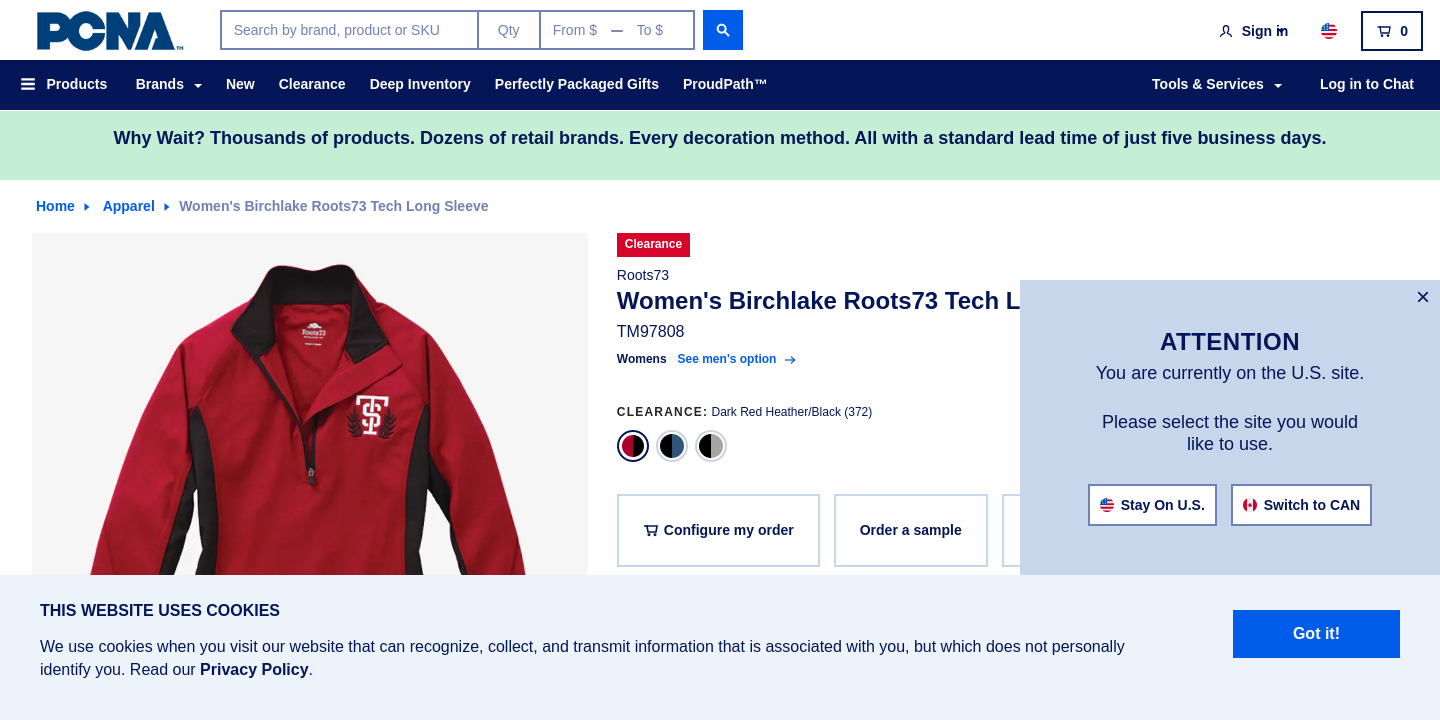 PCNA™
Search by brand, product or SKU
Qty
From $ — To $
Sign in
0
Products
Brands
New
Clearance
Deep Inventory
Perfectly Packaged Gifts
ProudPath™
Tools & Services
Log in to Chat
Why Wait? Thousands of products. Dozens of retail brands. Every decoration method. All with a standard lead time of just five business days.
Home
Apparel
Women's Birchlake Roots73 Tech Long Sleeve
Clearance
Roots73
Women's Birchlake Roots73 Tech L
TM97808
Womens See men's option
CLEARANCE: Dark Red Heather/Black (372)
Configure my order
Order a sample
Roots73
TS
×
ATTENTION
You are currently on the U.S. site.
Please select the site you would
like to use.
Stay On U.S.
Switch to CAN
THIS WEBSITE USES COOKIES
We use cookies when you visit our website that can recognize, collect, and transmit information that is associated with you, but which does not personally
identify you. Read our Privacy Policy.
Got it!